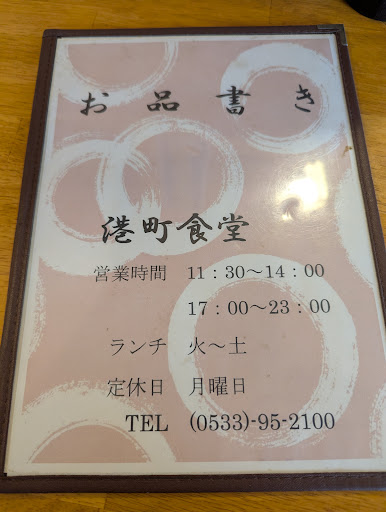 お品書き
港町食堂
営業時間 11：30～14：00
17：00～23：00
ランチ 火～土
定休日 月曜日
TEL (0533)-95-2100